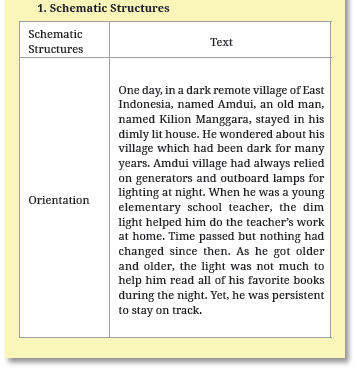 1. Schematic Structures
Schematic
Structures
Text
Orientation
One day, in a dark remote village of East
Indonesia, named Amdui, an old man,
named Kilion Manggara, stayed in his
dimly lit house. He wondered about his
village which had been dark for many
years. Amdui village had always relied
on generators and outboard lamps for
lighting at night. When he was a young
elementary school teacher, the dim
light helped him do the teacher’s work
at home. Time passed but nothing had
changed since then. As he got older
and older, the light was not much to
help him read all of his favorite books
during the night. Yet, he was persistent
to stay on track.